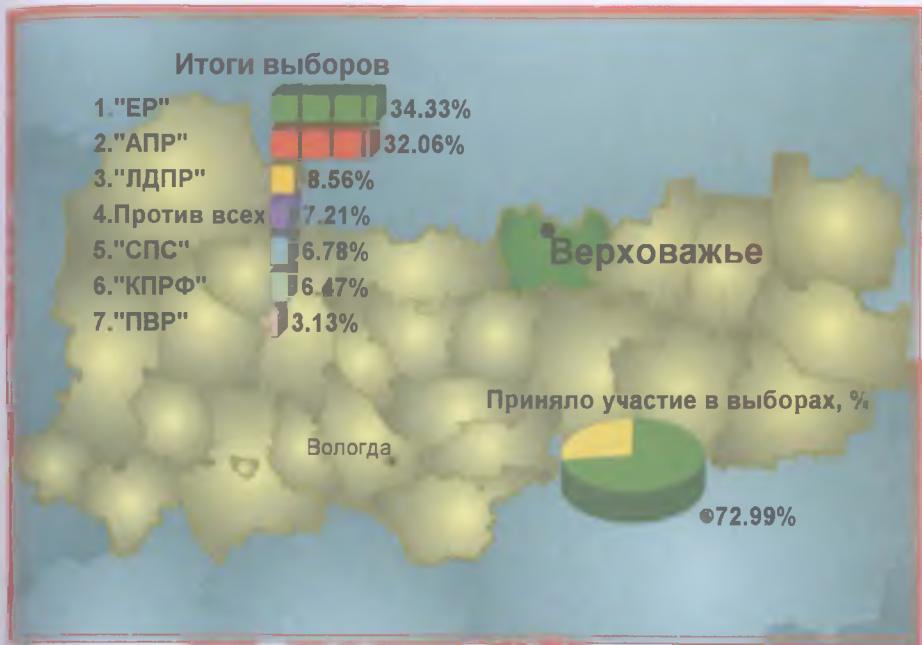 Итоги выборов
1."ЕР" 34.33%
2."АПР" 32.06%
3."ЛДПР" 8.56%
4.Против всех 7.21%
5."СПС" 6.78%
6."КПРФ" 6.47%
7."ПВР" 3.13%
Верховажье
Приняло участие в выборах, %
Вологда
72.99%